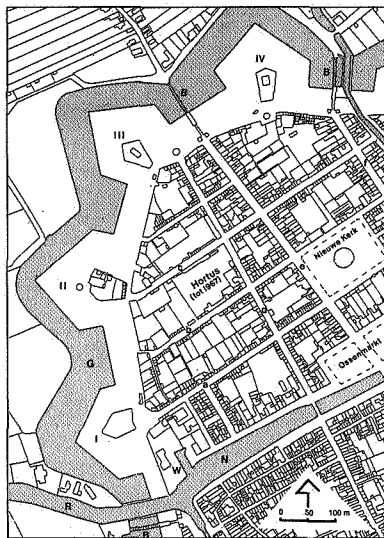 IV
B
B
III
Nieuwe Kerk
Hortus
(tot 1967)
II
Ossenmarkt
G
a
I
W
N
R
B
0 50 100 m